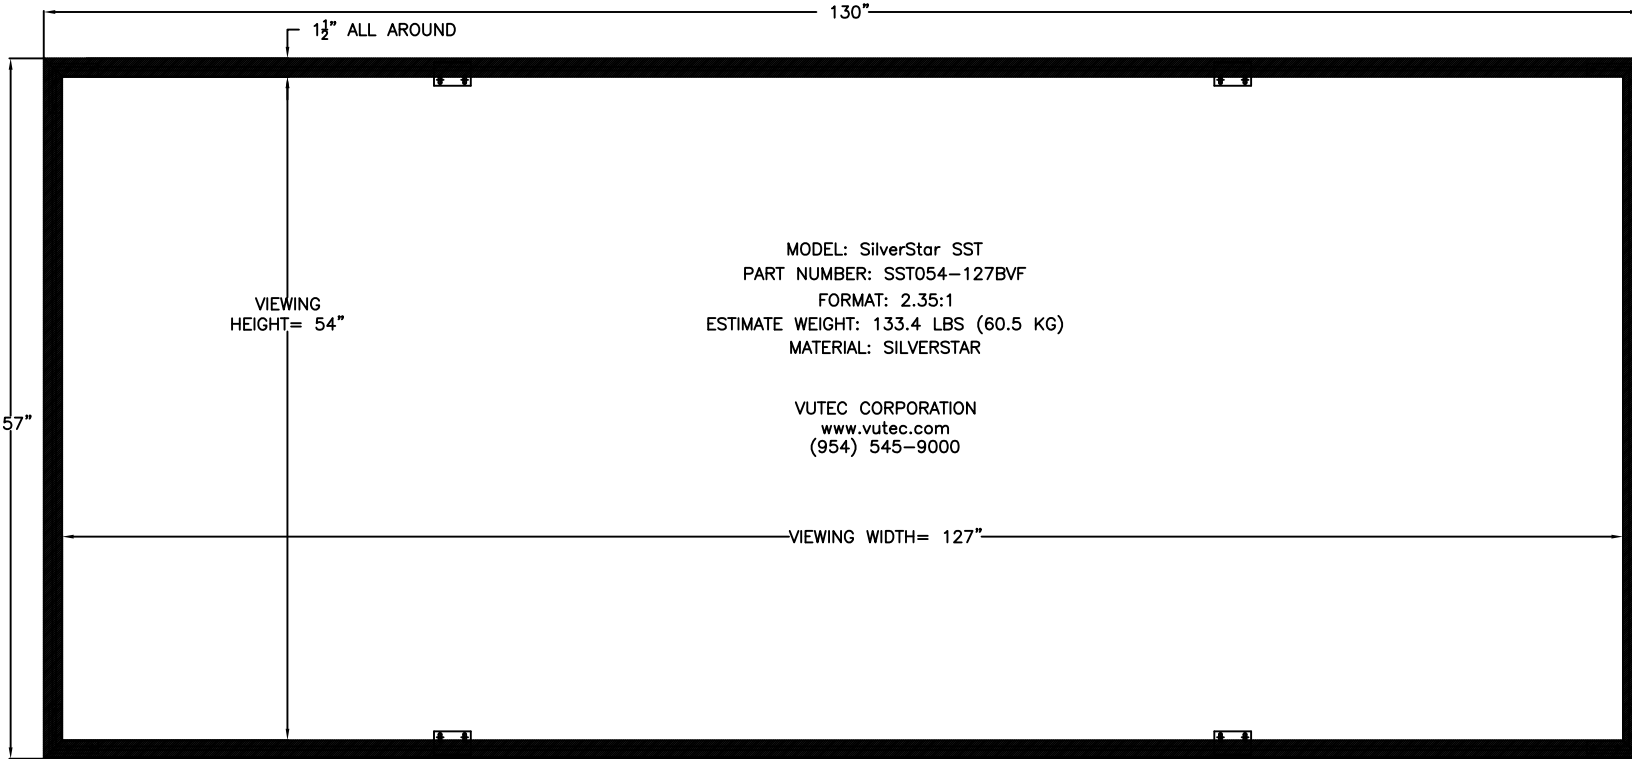 130"
1½" ALL AROUND
MODEL: SilverStar SST
PART NUMBER: SST054-127BVF
FORMAT: 2.35:1
ESTIMATE WEIGHT: 133.4 LBS (60.5 KG)
MATERIAL: SILVERSTAR
VIEWING
HEIGHT= 54"
VUTEC CORPORATION
www.vutec.com
(954) 545-9000
57"
VIEWING WIDTH= 127"